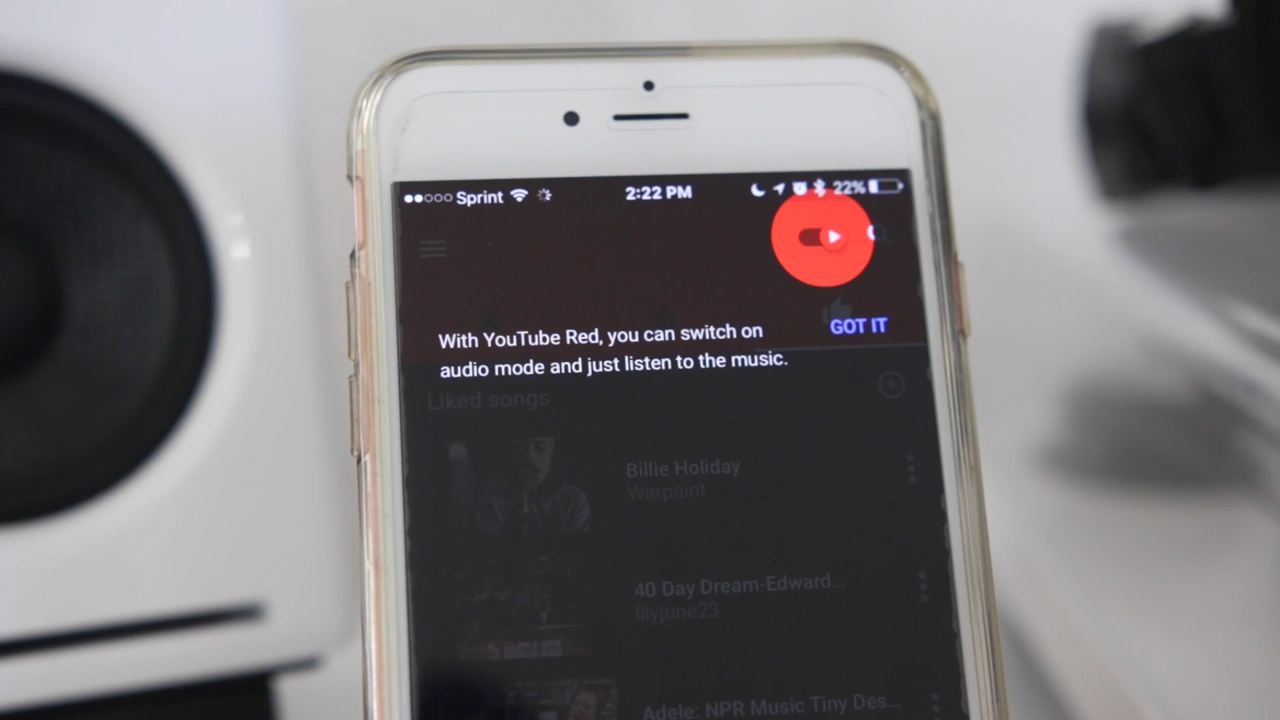 Sprint 2:22 PM 22%
With YouTube Red, you can switch on
audio mode and just listen to the music.
GOT IT
Liked songs
Billie Holiday
Warpaint
40 Day Dream-Edward...
lilyjune23
Adele: NPR Music Tiny Des...